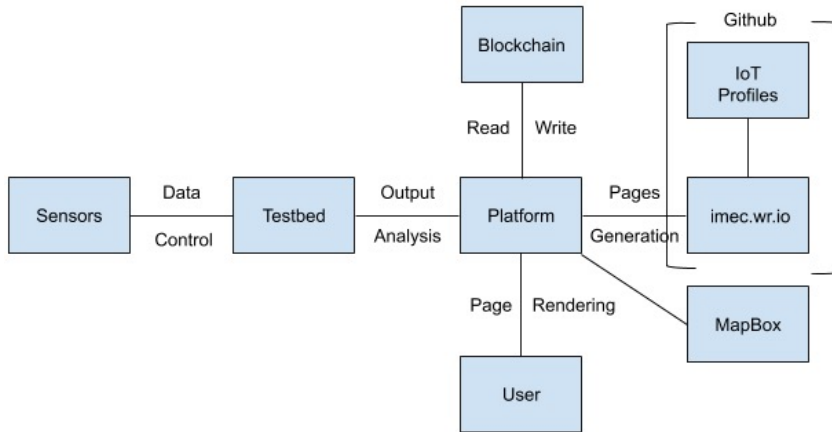 Github
Blockchain
IoT
Profiles
Read Write
Data
Output
Pages
Sensors
Testbed
Platform
imec.wr.io
Control
Analysis
Generation
Page Rendering
MapBox
User